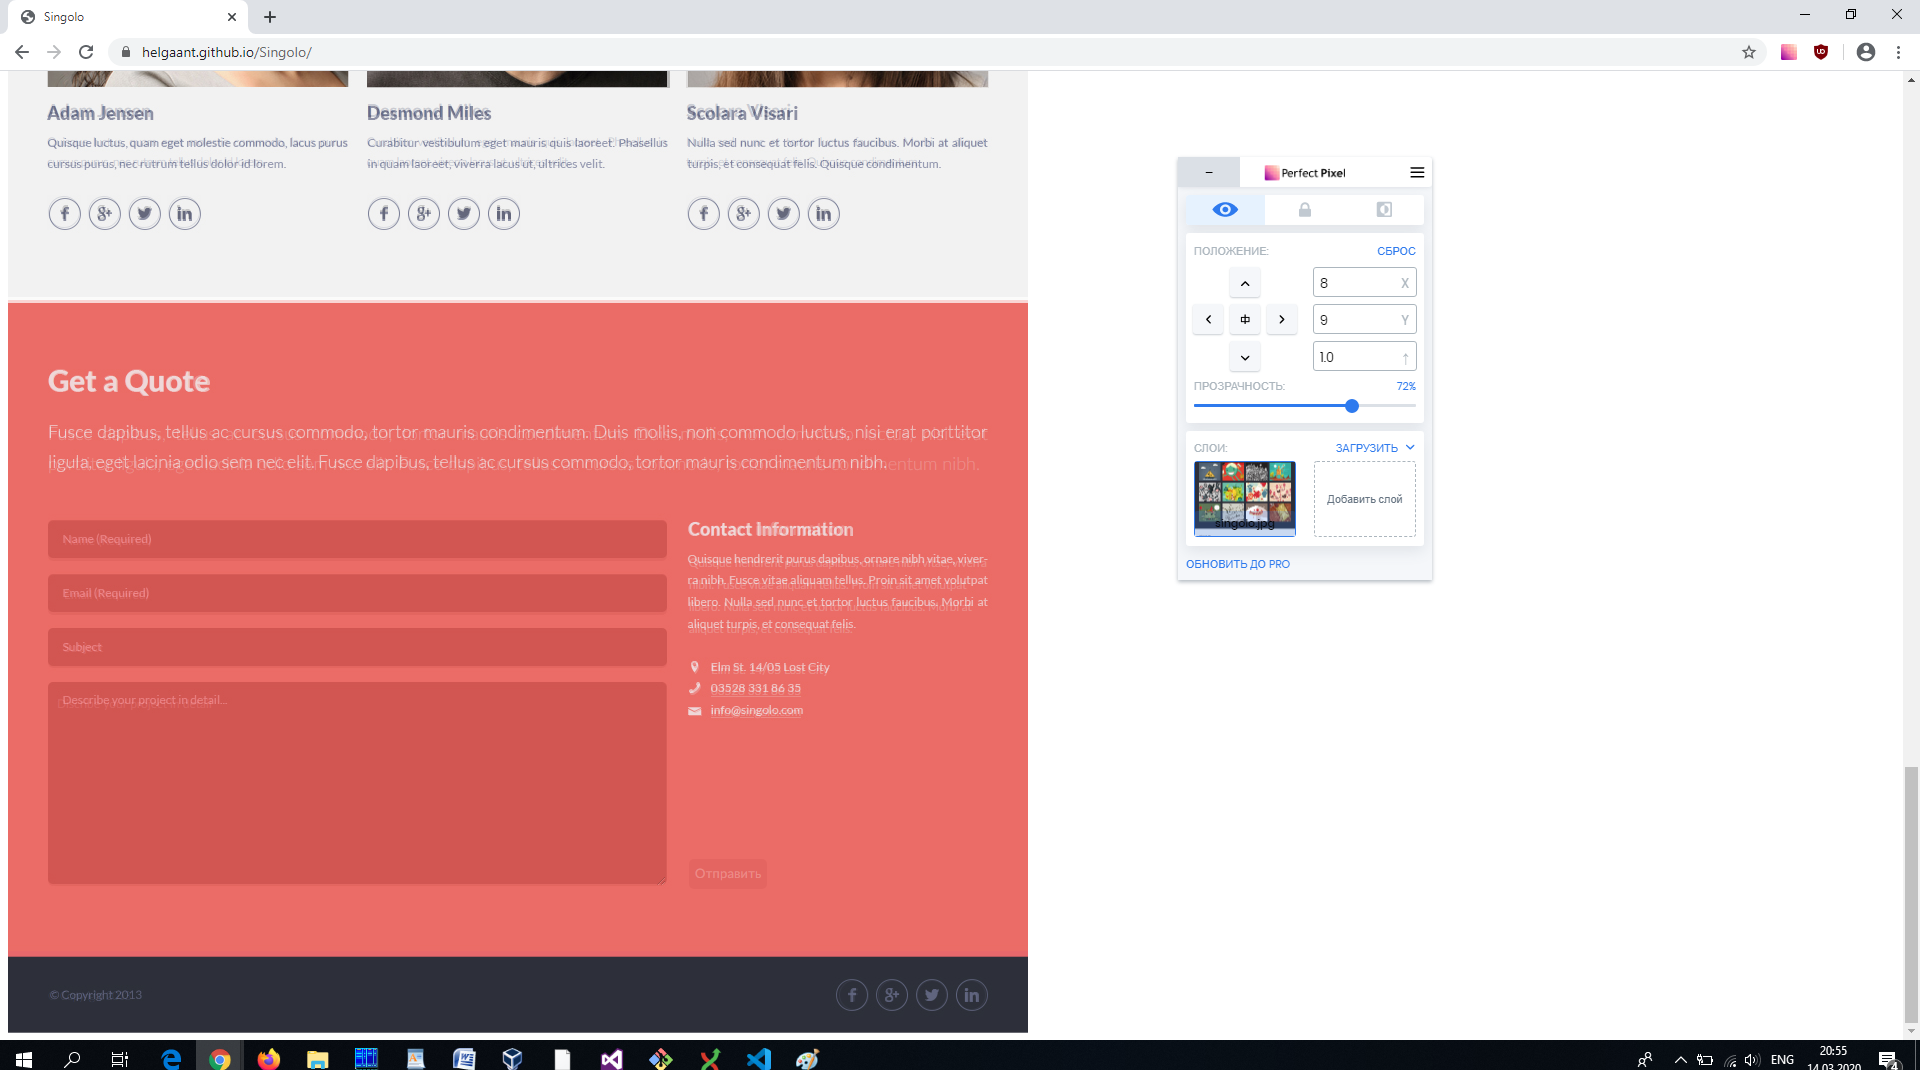 Singolo
helgaant.github.io/Singolo/
Adam Jensen
Desmond Miles
Scolara Visari
Quisque luctus, quam eget molestie commodo, lacus purus
cursus purus, nec rutrum tellus dolor id lorem.
Curabitur vestibulum eget mauris quis laoreet. Phasellus
in quam laoreet, viverra lacus ut, ultrices velit.
Nulla sed nunc et tortor luctus faucibus. Morbi at aliquet
turpis, et consequat felis. Quisque condimentum.
Get a Quote
Fusce dapibus, tellus ac cursus commodo, tortor mauris condimentum. Duis mollis, non commodo luctus, nisi erat porttitor
ligula, eget lacinia odio sem nec elit. Fusce dapibus, tellus ac cursus commodo, tortor mauris condimentum nibh.
Name (Required)
Email (Required)
Subject
Describe your project in detail...
Contact Information
Quisque hendrerit purus dapibus, ornare nibh vitae, viver-
ra nibh. Fusce vitae aliquam tellus. Proin sit amet volutpat
libero. Nulla sed nunc et tortor luctus faucibus. Morbi at
aliquet turpis, et consequat felis.
Elm St. 14/05 Lost City
03528 331 86 35
info@singolo.com
Отправить
© Copyright 2013
Perfect Pixel
ПОЛОЖЕНИЕ:
СБРОС
8 X
9 Y
1.0 ↑
ПРОЗРАЧНОСТЬ:
72%
СЛОИ:
ЗАГРУЗИТЬ
singolo.jpg
Добавить слой
ОБНОВИТЬ ДО PRO
ENG
20:55
14.03.2020
4